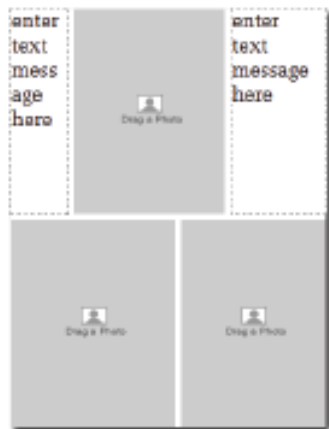 enter
text
mess
age
here
Drag a Photo
enter
text
message
here
Drag a Photo
Drag a Photo